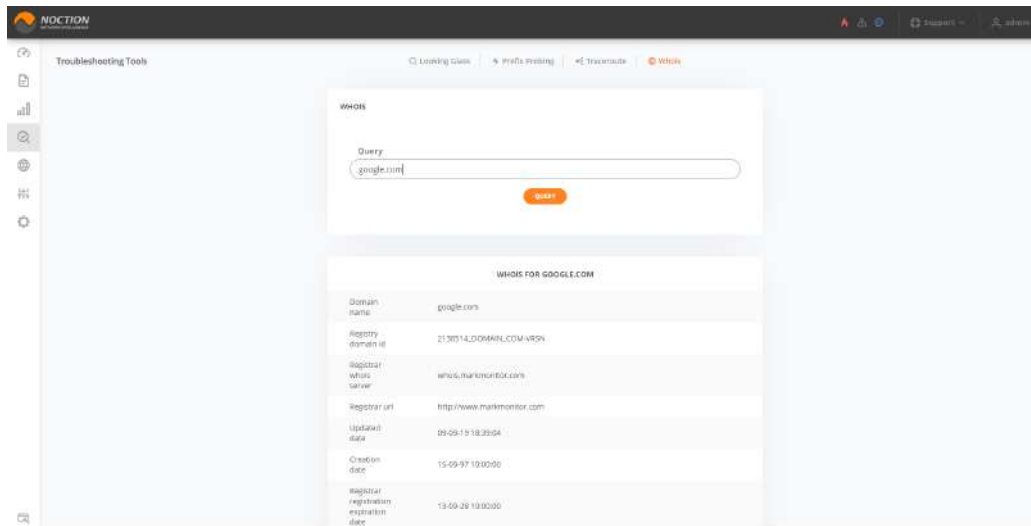 NOCTION
NETWORK INTELLIGENCE
Support
admin
Troubleshooting Tools
Looking Glass
Prefix Probing
Traceroute
Whois
WHOIS
Query
google.com
QUERY
WHOIS FOR GOOGLE.COM
Domain
name
google.com
Registry
domain id
2138514_DOMAIN_COM-VRSN
Registrar
whois
server
whois.markmonitor.com
Registrar url
http://www.markmonitor.com
Updated
date
09-09-19 18:39:04
Creation
date
15-09-97 10:00:00
Registrar
registration
expiration
date
13-09-28 10:00:00